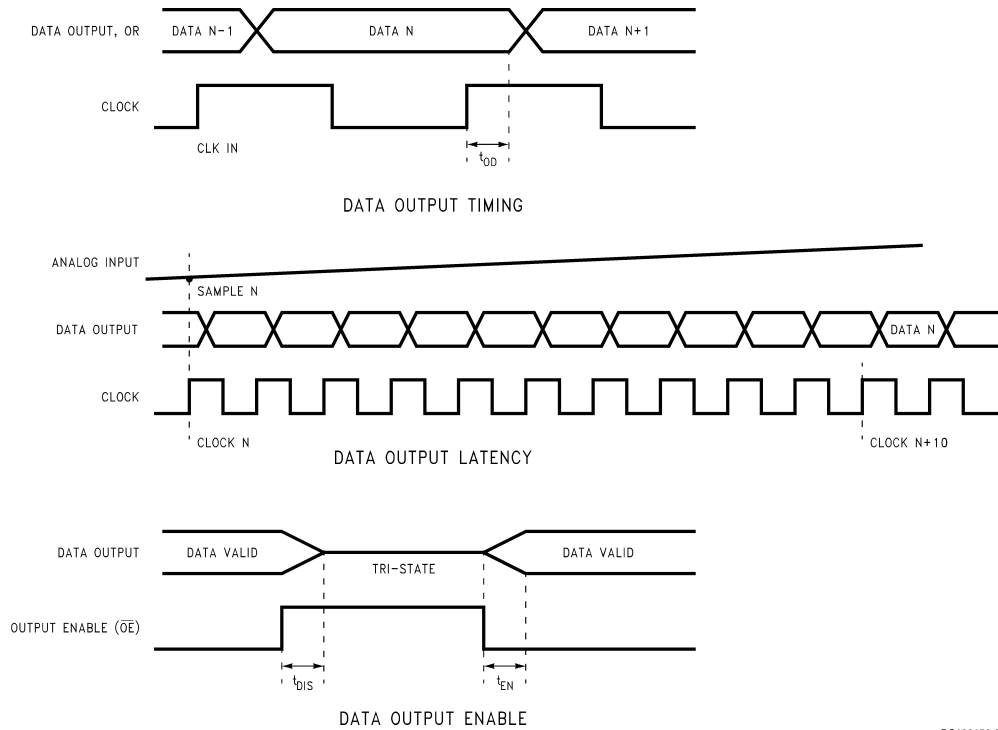 DATA OUTPUT, OR DATA N-1 DATA N DATA N+1
CLOCK
CLK IN
tOD
DATA OUTPUT TIMING
ANALOG INPUT
SAMPLE N
DATA OUTPUT DATA N
CLOCK
CLOCK N CLOCK N+10
DATA OUTPUT LATENCY
DATA OUTPUT DATA VALID DATA VALID
TRI-STATE
OUTPUT ENABLE (O̅E̅)
tDIS tEN
DATA OUTPUT ENABLE